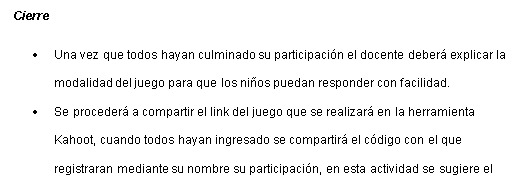 Cierre
• Una vez que todos hayan culminado su participación el docente deberá explicar la
modalidad del juego para que los niños puedan responder con facilidad.
• Se procederá a compartir el link del juego que se realizará en la herramienta
Kahoot, cuando todos hayan ingresado se compartirá el código con el que
registraran mediante su nombre su participación, en esta actividad se sugiere el